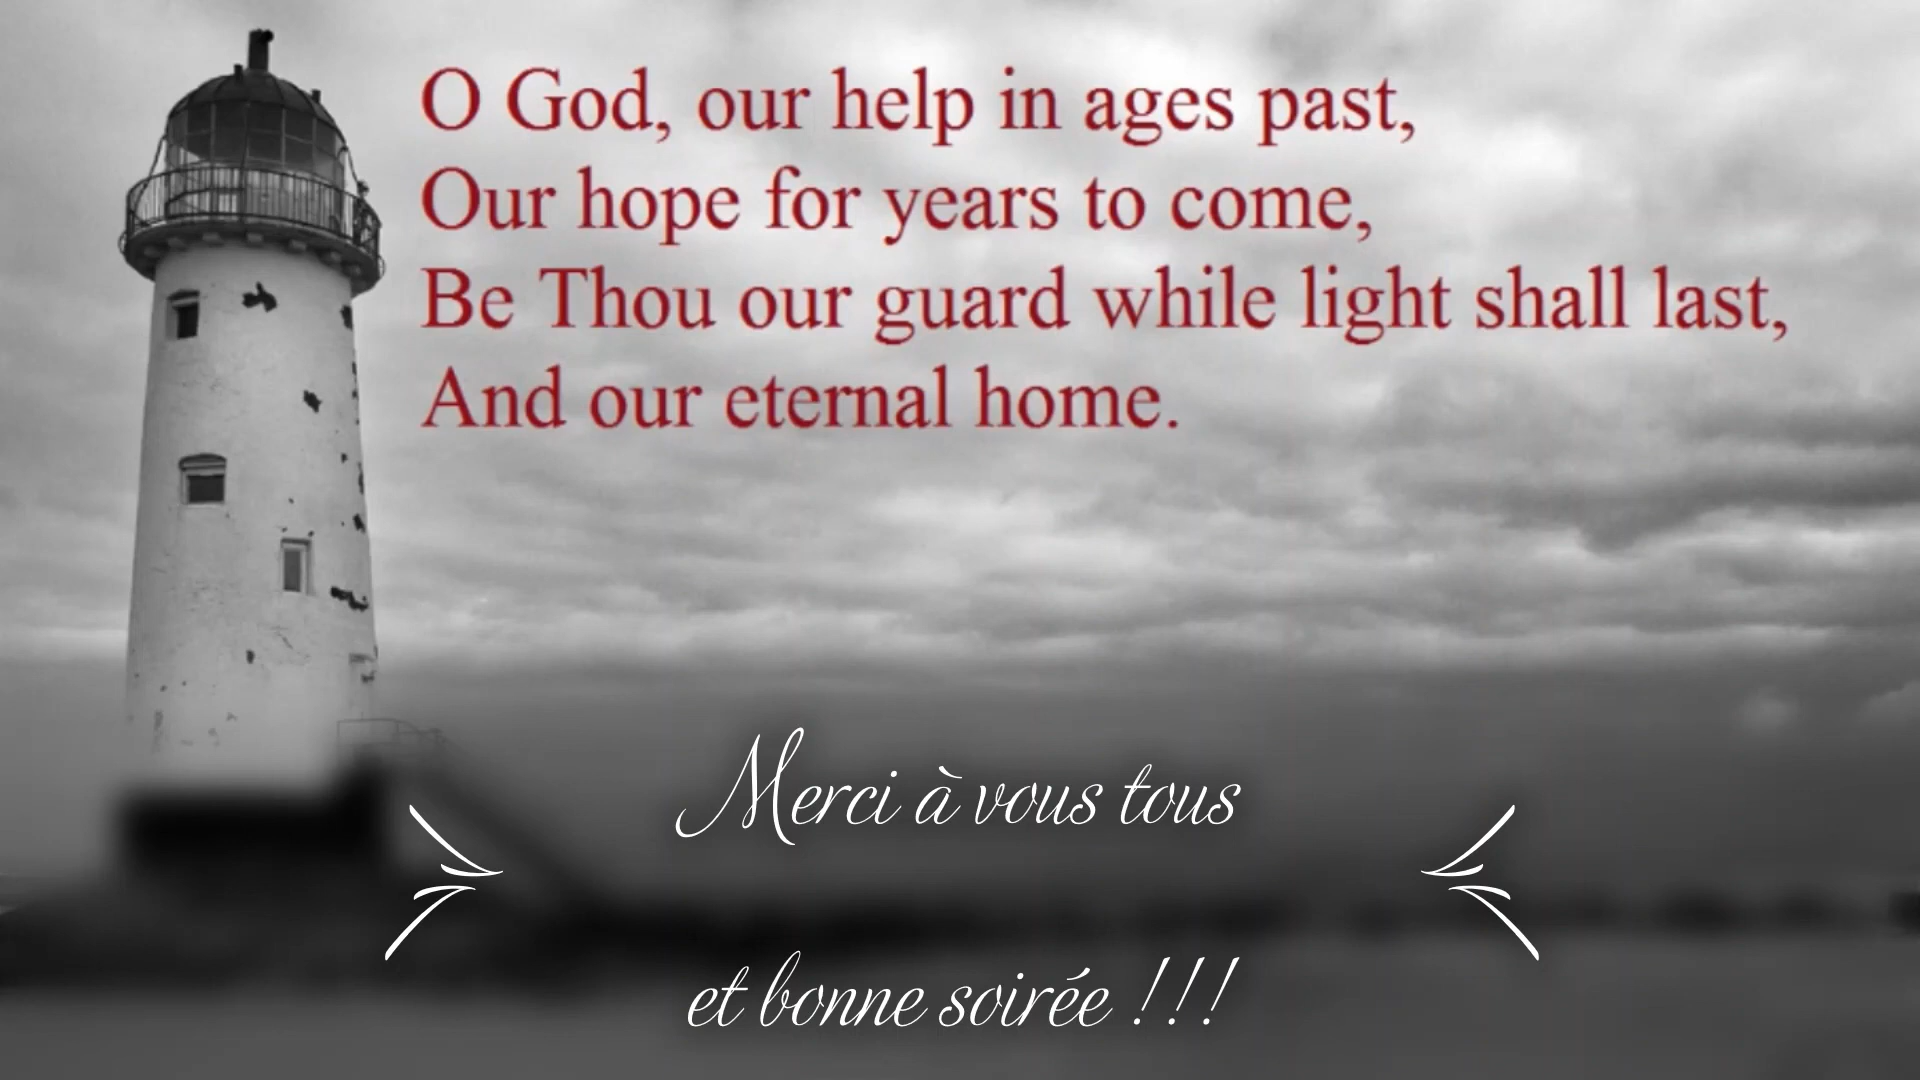 O God, our help in ages past,
Our hope for years to come,
Be Thou our guard while light shall last,
And our eternal home.
Merci à vous tous
et bonne soirée !!!